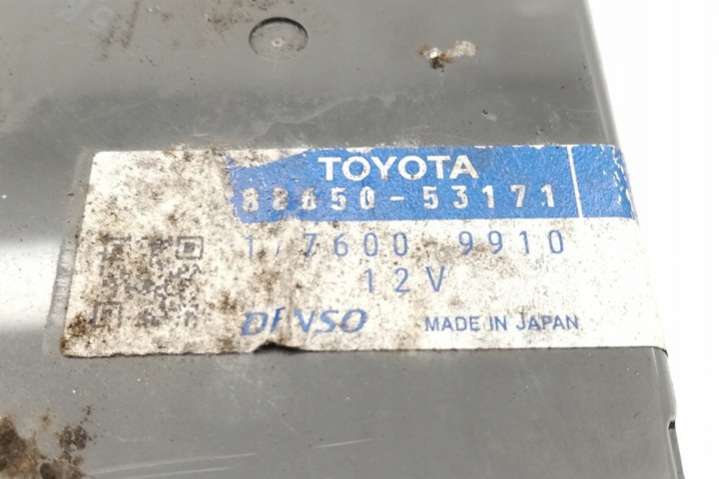 TOYOTA
88650-53171
177600-9910
12V
DENSO
MADE IN JAPAN